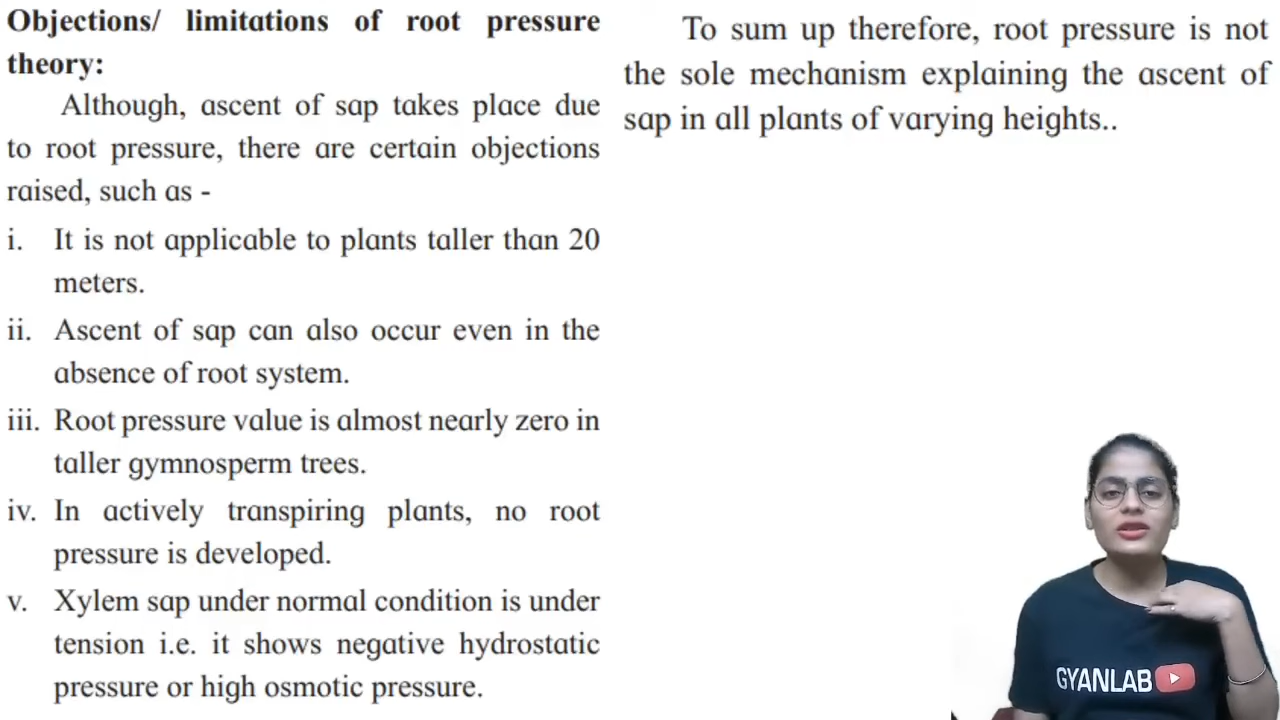 Objections/ limitations of root pressure
theory:
Although, ascent of sap takes place due
to root pressure, there are certain objections
raised, such as -
i. It is not applicable to plants taller than 20
meters.
ii. Ascent of sap can also occur even in the
absence of root system.
iii. Root pressure value is almost nearly zero in
taller gymnosperm trees.
iv. In actively transpiring plants, no root
pressure is developed.
v. Xylem sap under normal condition is under
tension i.e. it shows negative hydrostatic
pressure or high osmotic pressure.
To sum up therefore, root pressure is not
the sole mechanism explaining the ascent of
sap in all plants of varying heights..
GYANLAB